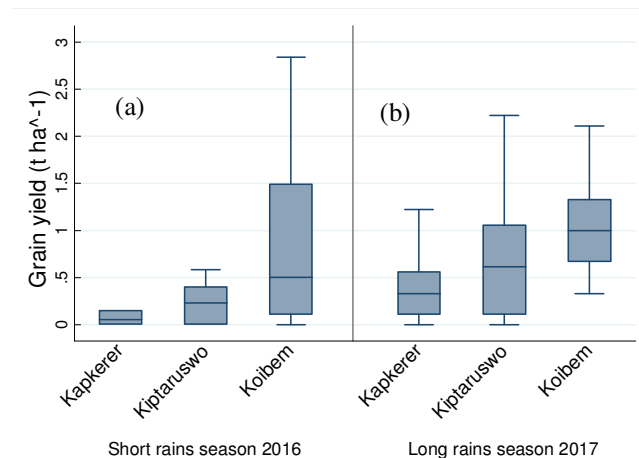 Grain yield (t ha^-1)
3
2.5
2
1.5
1
.5
0
(a)
(b)
Kapkerer
Kiptaruswo
Koibem
Kapkerer
Kiptaruswo
Koibem
Short rains season 2016
Long rains season 2017